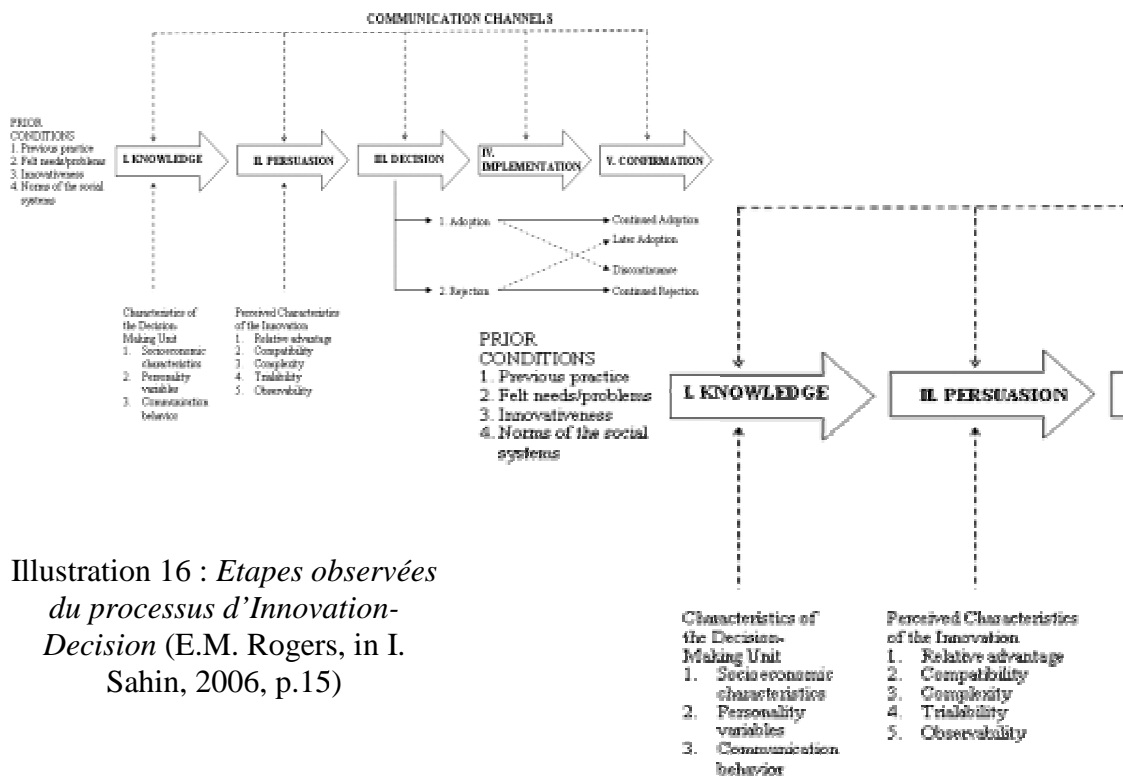 COMMUNICATION CHANNELS
PRIOR
CONDITIONS
1. Previous practice
2. Felt needs/problems
3. Innovativeness
4. Norms of the social
systems
I. KNOWLEDGE
II. PERSUASION
III. DECISION
IV.
IMPLEMENTATION
V. CONFIRMATION
1. Adoption
2. Rejection
Continued Adoption
Later Adoption
Discontinuance
Continued Rejection
Characteristics of
the Decision-
Making Unit
1. Socioeconomic
characteristics
2. Personality
variables
3. Communication
behavior
Perceived Characteristics
of the Innovation
1. Relative advantage
2. Compatibility
3. Complexity
4. Trialability
5. Observability
PRIOR
CONDITIONS
1. Previous practice
2. Felt needs/problems
3. Innovativeness
4. Norms of the social
systems
I. KNOWLEDGE
II. PERSUASION
Characteristics of
the Decision-
Making Unit
1. Socioeconomic
characteristics
2. Personality
variables
3. Communication
behavior
Perceived Characteristics
of the Innovation
1. Relative advantage
2. Compatibility
3. Complexity
4. Trialability
5. Observability
Illustration 16 : Etapes observées
du processus d’Innovation-
Decision (E.M. Rogers, in I.
Sahin, 2006, p.15)